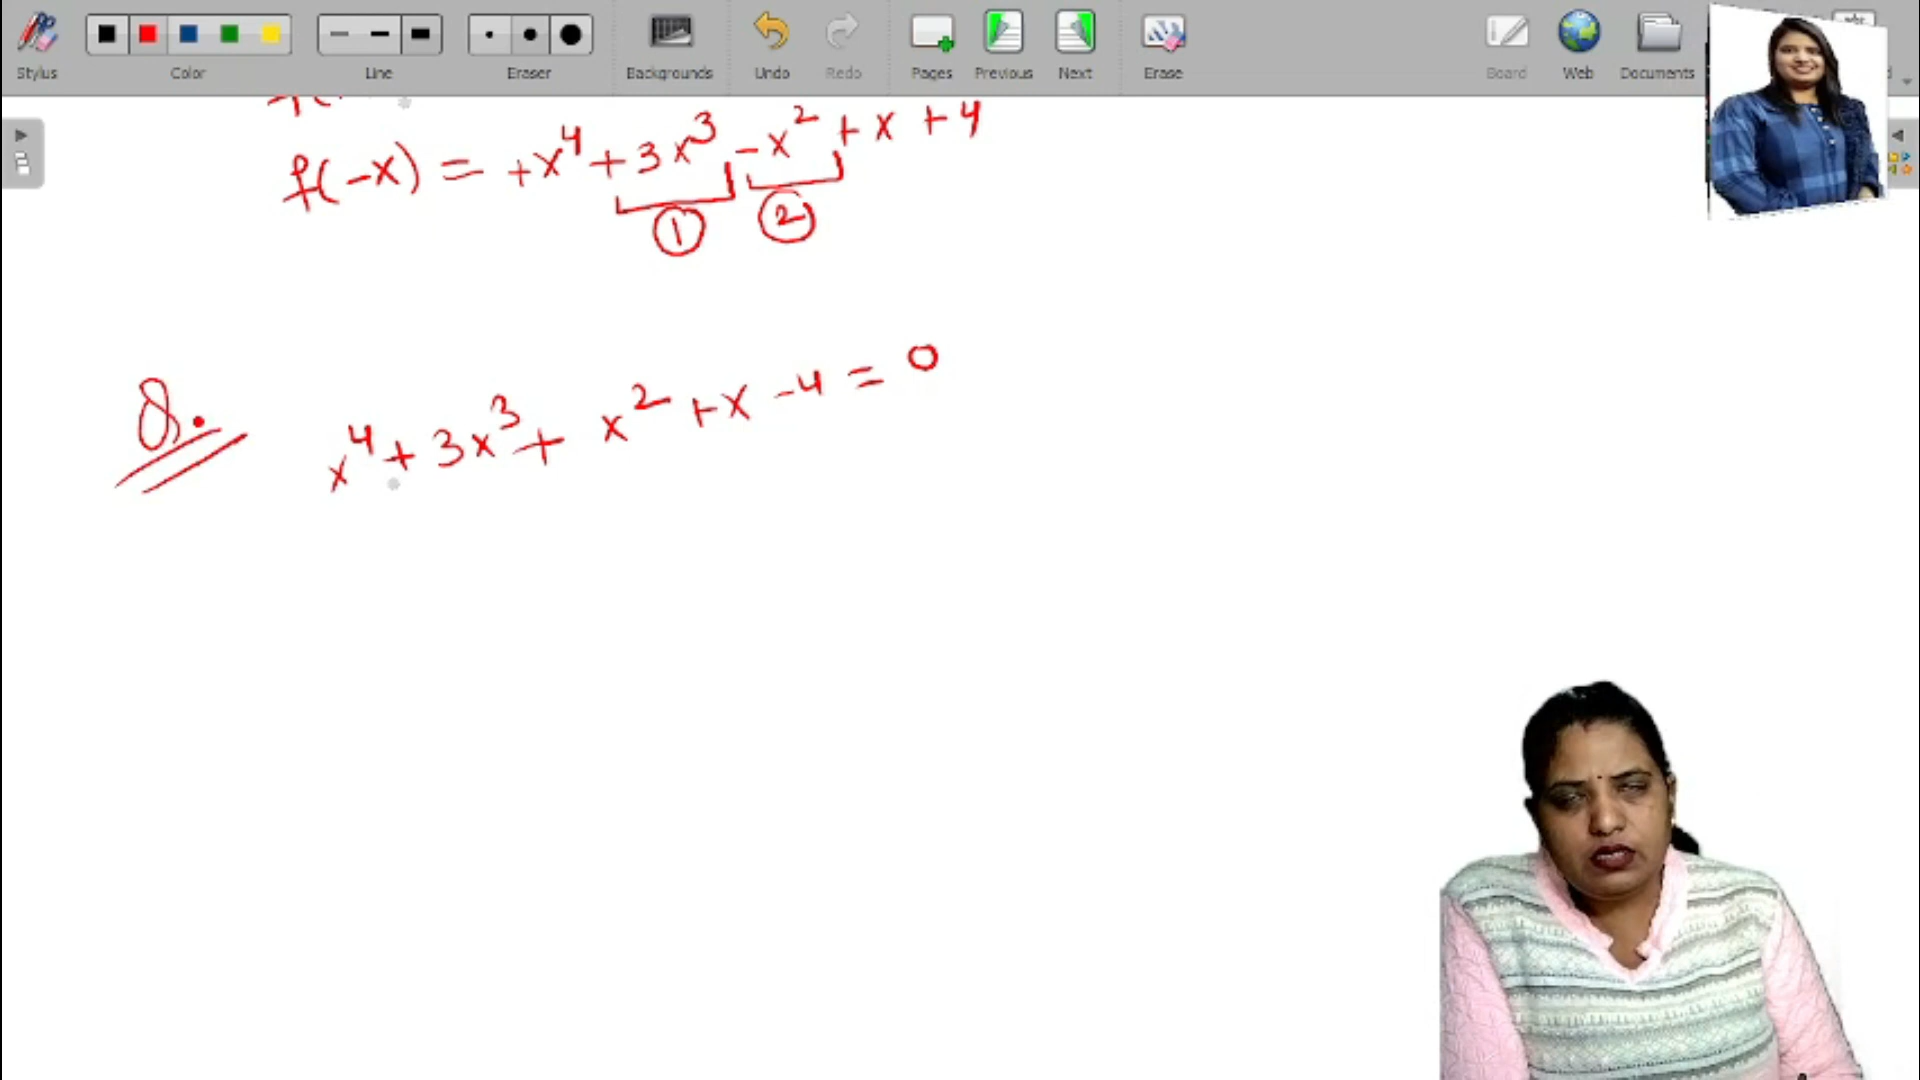 Stylus Color Line Eraser Backgrounds Undo Redo Pages Previous Next Erase Board Web Documents
f(-x) = +x⁴ + 3x³ - x² + x + 4
① ②
Q. x⁴ + 3x³ + x² + x - 4 = 0